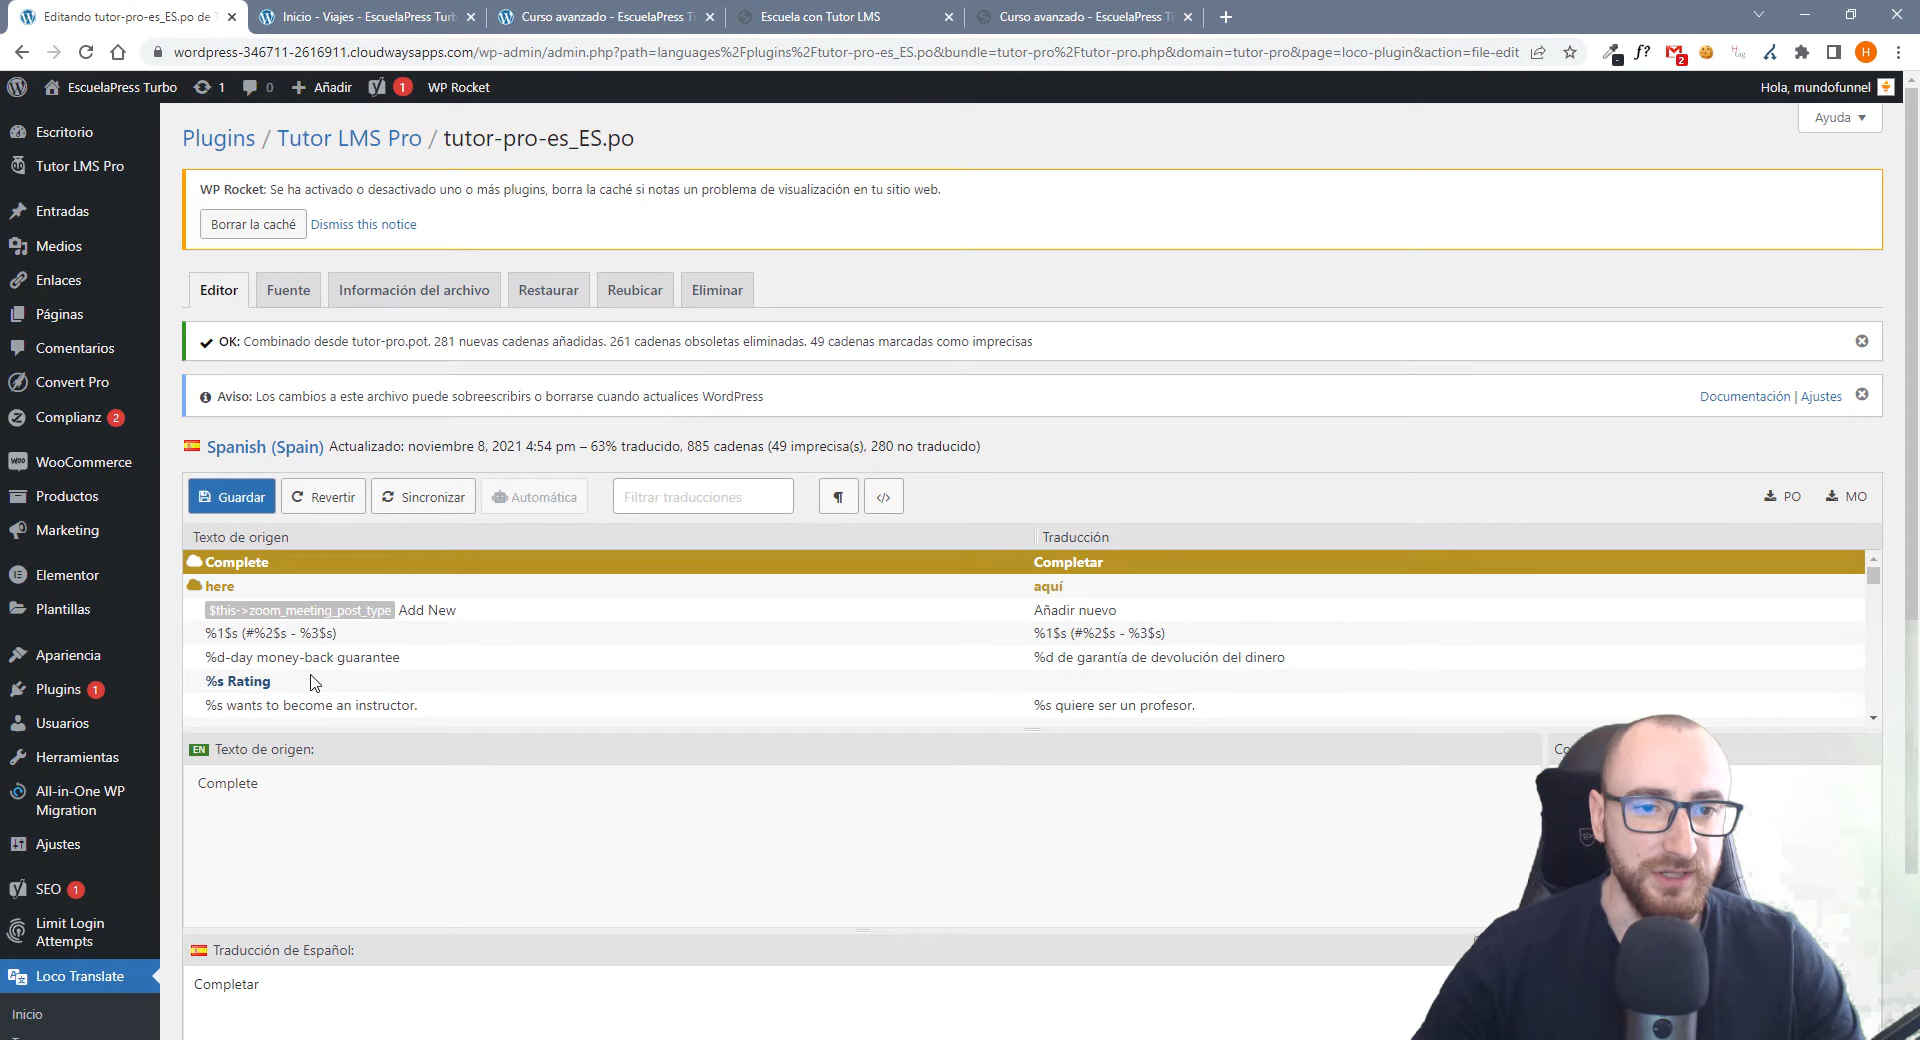 Editando tutor-pro-es_ES.po de T
Inicio - Viajes - EscuelaPress Turb
Curso avanzado - EscuelaPress T
Escuela con Tutor LMS
Curso avanzado - EscuelaPress T
wordpress-346711-2616911.cloudwaysapps.com/wp-admin/admin.php?path=languages%2Fplugins%2Ftutor-pro-es_ES.po&bundle=tutor-pro%2Ftutor-pro.php&domain=tutor-pro&page=loco-plugin&action=file-edit
f?
2
H
EscuelaPress Turbo
1
0
Añadir
1
WP Rocket
Hola, mundofunnel
Escritorio
Tutor LMS Pro
Entradas
Medios
Enlaces
Páginas
Comentarios
Convert Pro
Complianz 2
WooCommerce
Productos
Marketing
Elementor
Plantillas
Apariencia
Plugins 1
Usuarios
Herramientas
All-in-One WP
Migration
Ajustes
SEO 1
Limit Login
Attempts
Loco Translate
Inicio
Ayuda
Plugins / Tutor LMS Pro / tutor-pro-es_ES.po
WP Rocket: Se ha activado o desactivado uno o más plugins, borra la caché si notas un problema de visualización en tu sitio web.
Borrar la caché
Dismiss this notice
Editor
Fuente
Información del archivo
Restaurar
Reubicar
Eliminar
OK: Combinado desde tutor-pro.pot. 281 nuevas cadenas añadidas. 261 cadenas obsoletas eliminadas. 49 cadenas marcadas como imprecisas
Aviso: Los cambios a este archivo puede sobreescribirs o borrarse cuando actualices WordPress
Documentación | Ajustes
Spanish (Spain) Actualizado: noviembre 8, 2021 4:54 pm – 63% traducido, 885 cadenas (49 imprecisa(s), 280 no traducido)
Guardar
Revertir
Sincronizar
Automática
Filtrar traducciones
¶
</>
PO
MO
Texto de origen
Traducción
Complete
Completar
here
aquí
$this->zoom_meeting_post_type Add New
Añadir nuevo
%1$s (#%2$s - %3$s)
%1$s (#%2$s - %3$s)
%d-day money-back guarantee
%d de garantía de devolución del dinero
%s Rating
%s wants to become an instructor.
%s quiere ser un profesor.
EN Texto de origen:
Complete
Traducción de Español:
Completar